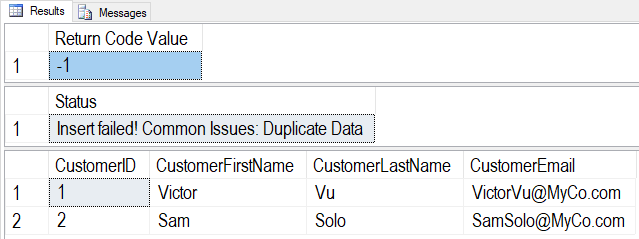 Results Messages
Return Code Value
1 -1
Status
1 Insert failed! Common Issues: Duplicate Data
CustomerID CustomerFirstName CustomerLastName CustomerEmail
1 1 Victor Vu VictorVu@MyCo.com
2 2 Sam Solo SamSolo@MyCo.com